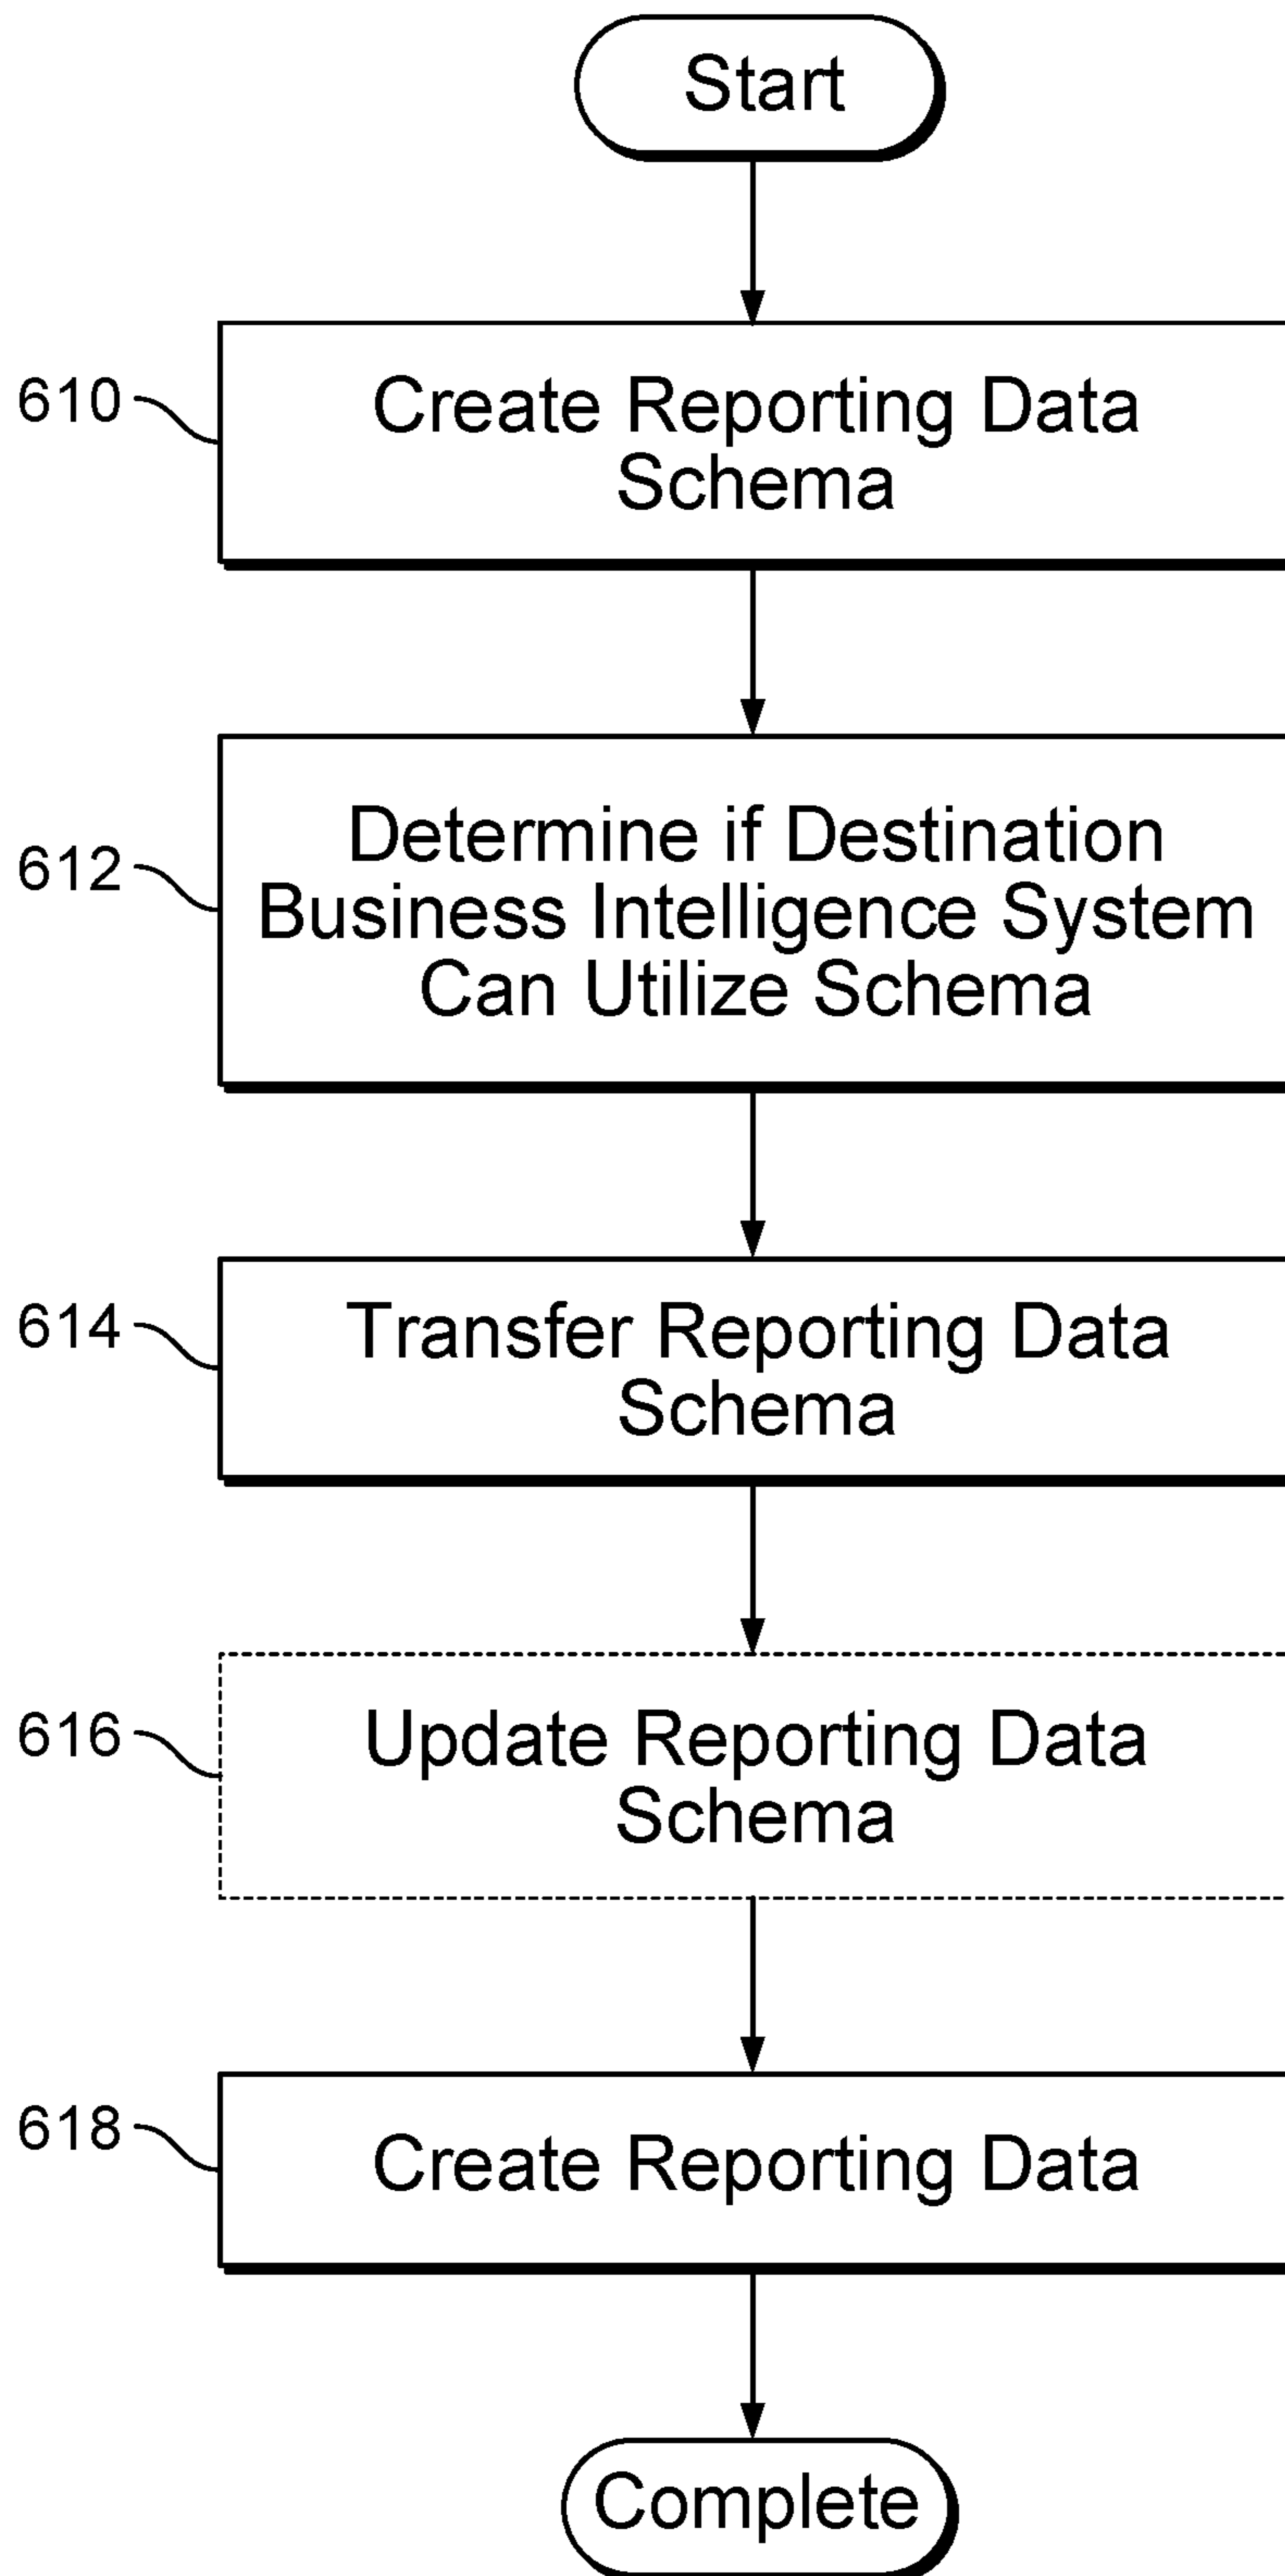 Start
610
Create Reporting Data
Schema
612
Determine if Destination
Business Intelligence System
Can Utilize Schema
614
Transfer Reporting Data
Schema
616
Update Reporting Data
Schema
618
Create Reporting Data
Complete